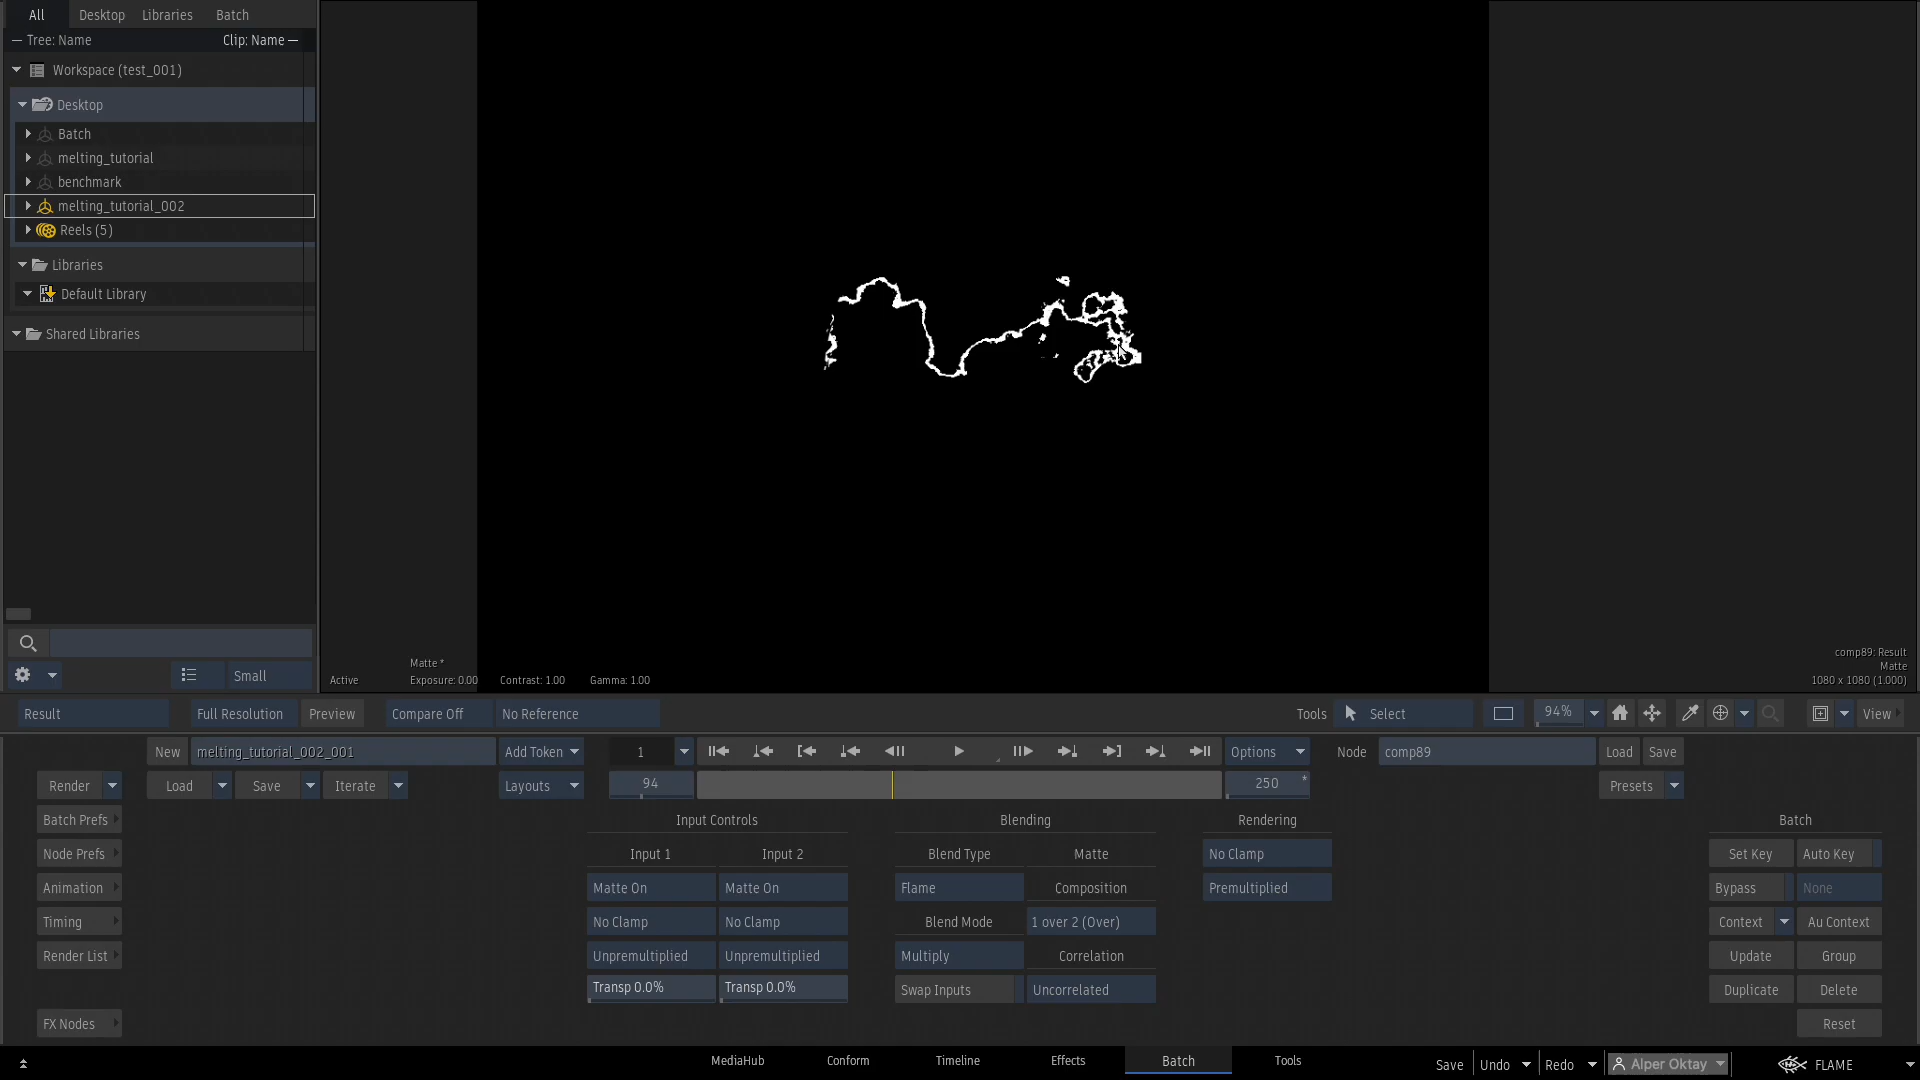 All Desktop Libraries Batch
Tree: Name Clip: Name
Workspace (test_001)
Desktop
Batch
melting_tutorial
benchmark
melting_tutorial_002
Reels (5)
Libraries
Default Library
Shared Libraries
Small
Matte *
Active Exposure: 0.00 Contrast: 1.00 Gamma: 1.00
comp89: Result
Matte
1080 x 1080 (1.000)
Result Full Resolution Preview Compare Off No Reference Tools Select 94% View
New melting_tutorial_002_001 Add Token 1 Options Node comp89 Load Save
Render Load Save Iterate Layouts 94 250 * Presets
Batch Prefs Input Controls Blending Rendering Batch
Node Prefs Input 1 Input 2 Blend Type Matte No Clamp Set Key Auto Key
Animation Matte On Matte On Flame Composition Premultiplied Bypass None
Timing No Clamp No Clamp Blend Mode 1 over 2 (Over) Context Au Context
Render List Unpremultiplied Unpremultiplied Multiply Correlation Update Group
Transp 0.0% Transp 0.0% Swap Inputs Uncorrelated Duplicate Delete
FX Nodes Reset
MediaHub Conform Timeline Effects Batch Tools Save Undo Redo Alper Oktay FLAME